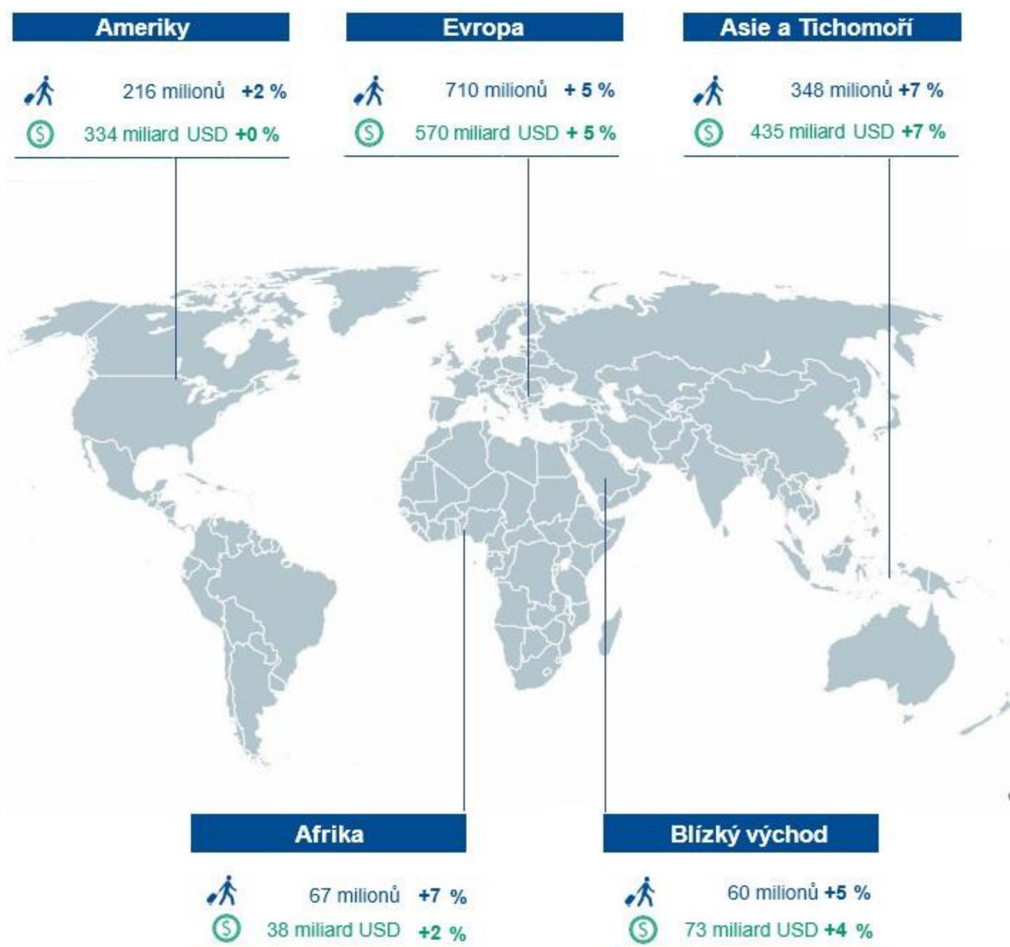 Ameriky
216 milionů +2 %
334 miliard USD +0 %
Evropa
710 milionů + 5 %
570 miliard USD + 5 %
Asie a Tichomoří
348 milionů +7 %
435 miliard USD +7 %
Afrika
67 milionů +7 %
38 miliard USD +2 %
Blízký východ
60 milionů +5 %
73 miliard USD +4 %